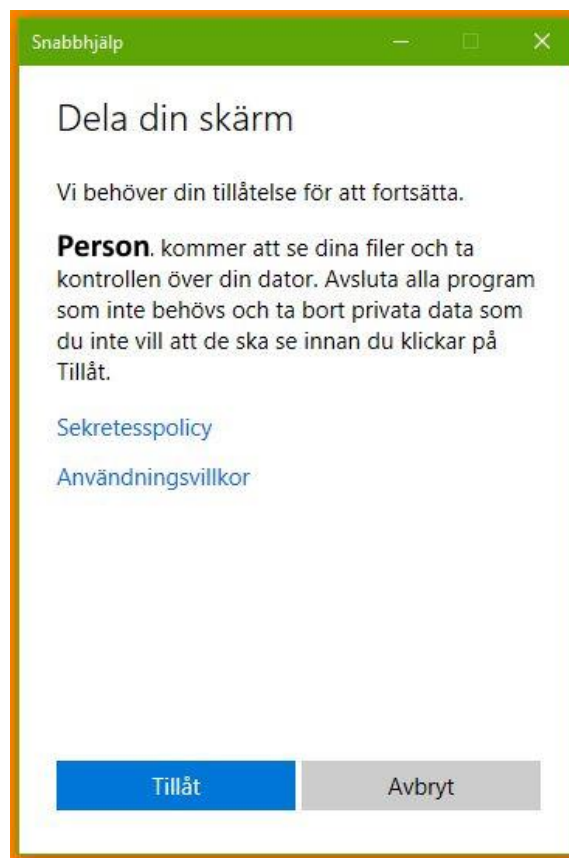 Snabbhjälp
Dela din skärm
Vi behöver din tillåtelse för att fortsätta.
Person. kommer att se dina filer och ta
kontrollen över din dator. Avsluta alla program
som inte behövs och ta bort privata data som
du inte vill att de ska se innan du klickar på
Tillåt.
Sekretesspolicy
Användningsvillkor
Tillåt Avbryt